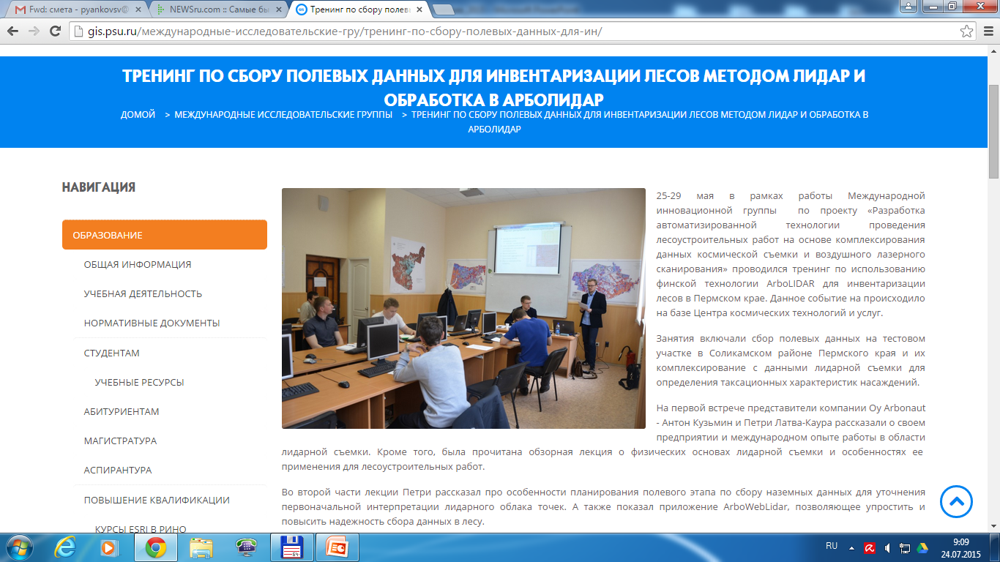 Fwd: смета - pyankovsv@
NEWSru.com :: Самые бы
Тренинг по сбору полевы
gis.psu.ru/международные-исследовательские-гру/тренинг-по-сбору-полевых-данных-для-ин/
ТРЕНИНГ ПО СБОРУ ПОЛЕВЫХ ДАННЫХ ДЛЯ ИНВЕНТАРИЗАЦИИ ЛЕСОВ МЕТОДОМ ЛИДАР И
ОБРАБОТКА В АРБОЛИДАР
ДОМОЙ > МЕЖДУНАРОДНЫЕ ИССЛЕДОВАТЕЛЬСКИЕ ГРУППЫ > ТРЕНИНГ ПО СБОРУ ПОЛЕВЫХ ДАННЫХ ДЛЯ ИНВЕНТАРИЗАЦИИ ЛЕСОВ МЕТОДОМ ЛИДАР И ОБРАБОТКА В
АРБОЛИДАР
НАВИГАЦИЯ
ОБРАЗОВАНИЕ
ОБЩАЯ ИНФОРМАЦИЯ
УЧЕБНАЯ ДЕЯТЕЛЬНОСТЬ
НОРМАТИВНЫЕ ДОКУМЕНТЫ
СТУДЕНТАМ
УЧЕБНЫЕ РЕСУРСЫ
АБИТУРИЕНТАМ
МАГИСТРАТУРА
АСПИРАНТУРА
ПОВЫШЕНИЕ КВАЛИФИКАЦИИ
КУРСЫ ESRI В РИНО
25-29 мая в рамках работы Международной
инновационной группы по проекту «Разработка
автоматизированной технологии проведения
лесоустроительных работ на основе комплексирования
данных космической съемки и воздушного лазерного
сканирования» проводился тренинг по использованию
финской технологии ArboLIDAR для инвентаризации
лесов в Пермском крае. Данное событие на происходило
на базе Центра космических технологий и услуг.
Занятия включали сбор полевых данных на тестовом
участке в Соликамском районе Пермского края и их
комплексирование с данными лидарной съемки для
определения таксационных характеристик насаждений.
На первой встрече представители компании Oy Arbonaut
- Антон Кузьмин и Петри Латва-Каура рассказали о своем
предприятии и международном опыте работы в области
лидарной съемки. Кроме того, была прочитана обзорная лекция о физических основах лидарной съемки и особенностях ее
применения для лесоустроительных работ.
Во второй части лекции Петри рассказал про особенности планирования полевого этапа по сбору наземных данных для уточнения
первоначальной интерпретации лидарного облака точек. А также показал приложение ArboWebLidar, позволяющее упростить и
повысить надежность сбора данных в лесу.
RU
9:09
24.07.2015